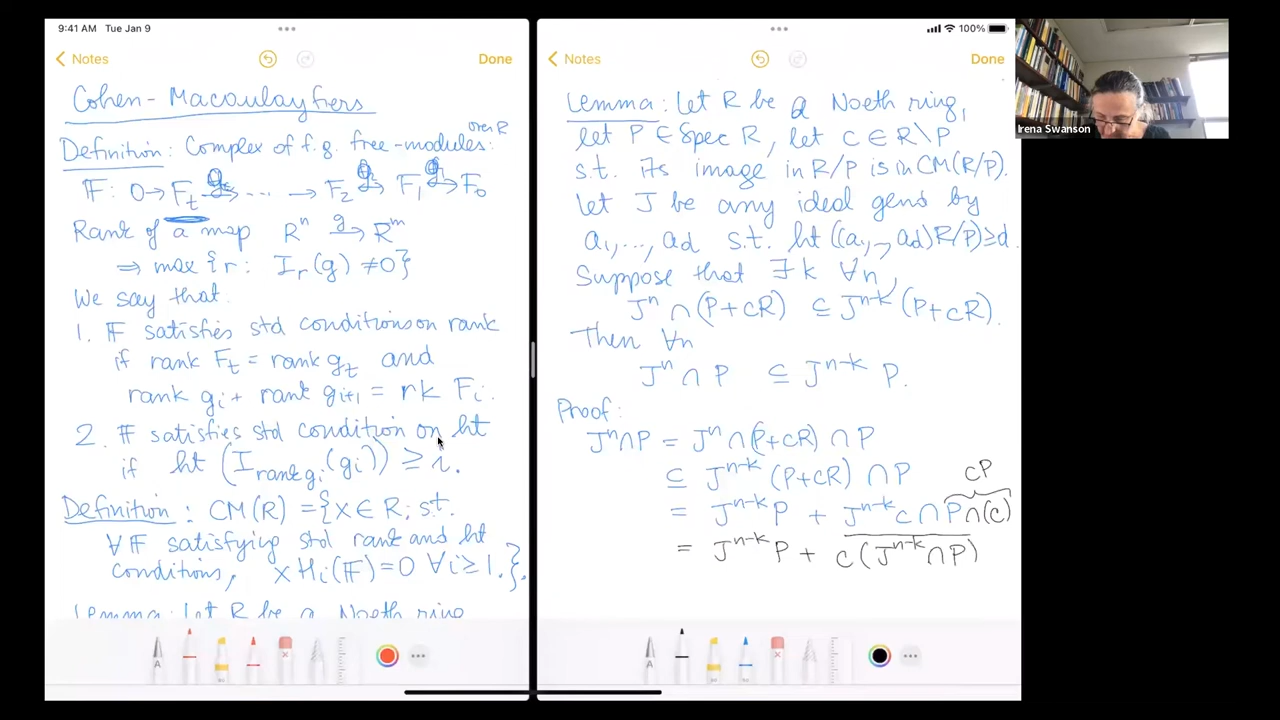 9:41 AM Tue Jan 9
Notes
Done
Cohen-Macaulayfiers
Definition: Complex of f.g. free-modules: over R
F: 0 → F_t → ... → F_2 → F_1 → F_0
Rank of a map R^n →^g R^m
⇒ max {r: I_r(g) ≠ 0}
We say that
1. F satisfies std conditions on rank
if rank F_t = rank g_t and
rank g_i + rank g_{i+1} = rk F_i.
2. F satisfies std condition on ht
if ht (I_{rank g_i}(g_i)) ≥ i.
Definition: CM(R) = {x ∈ R; s.t.
∀ F satisfying std rank and ht
conditions, x H_i(F) = 0 ∀ i ≥ 1.}.
Lemma: Let R be a Noeth ring
100%
Notes
Done
Lemma: Let R be a Noeth ring,
let P ∈ Spec R, let c ∈ R\P
s.t. its image in R/P is in CM(R/P).
Let J be any ideal gens by
a_1, ..., a_d s.t. ht ((a_1, ..., a_d)R/P) ≥ d.
Suppose that ∃ k ∀ n,
J^n ∩ (P+cR) ⊆ J^{n-k} (P+cR).
Then ∀ n
J^n ∩ P ⊆ J^{n-k} P.
Proof:
J^n ∩ P = J^n ∩ (P+cR) ∩ P
⊆ J^{n-k} (P+cR) ∩ P
cP
= J^{n-k} P + J^{n-k} c ∩ P ∩ (c)
= J^{n-k} P + c (J^{n-k} ∩ P)
Irena Swanson